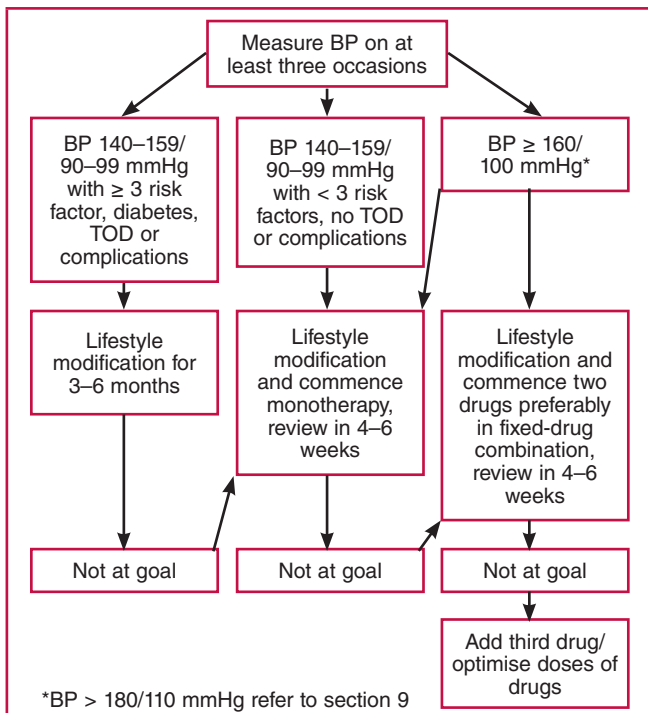 Measure BP on at
least three occasions
BP 140–159/
90–99 mmHg
with ≥ 3 risk
factor, diabetes,
TOD or
complications
BP 140–159/
90–99 mmHg
with < 3 risk
factors, no TOD
or complications
BP ≥ 160/
100 mmHg*
Lifestyle
modification for
3–6 months
Lifestyle
modification
and commence
monotherapy,
review in 4–6
weeks
Lifestyle
modification and
commence two
drugs preferably
in fixed-drug
combination,
review in 4–6
weeks
Not at goal
Not at goal
Not at goal
Add third drug/
optimise doses of
drugs
*BP > 180/110 mmHg refer to section 9